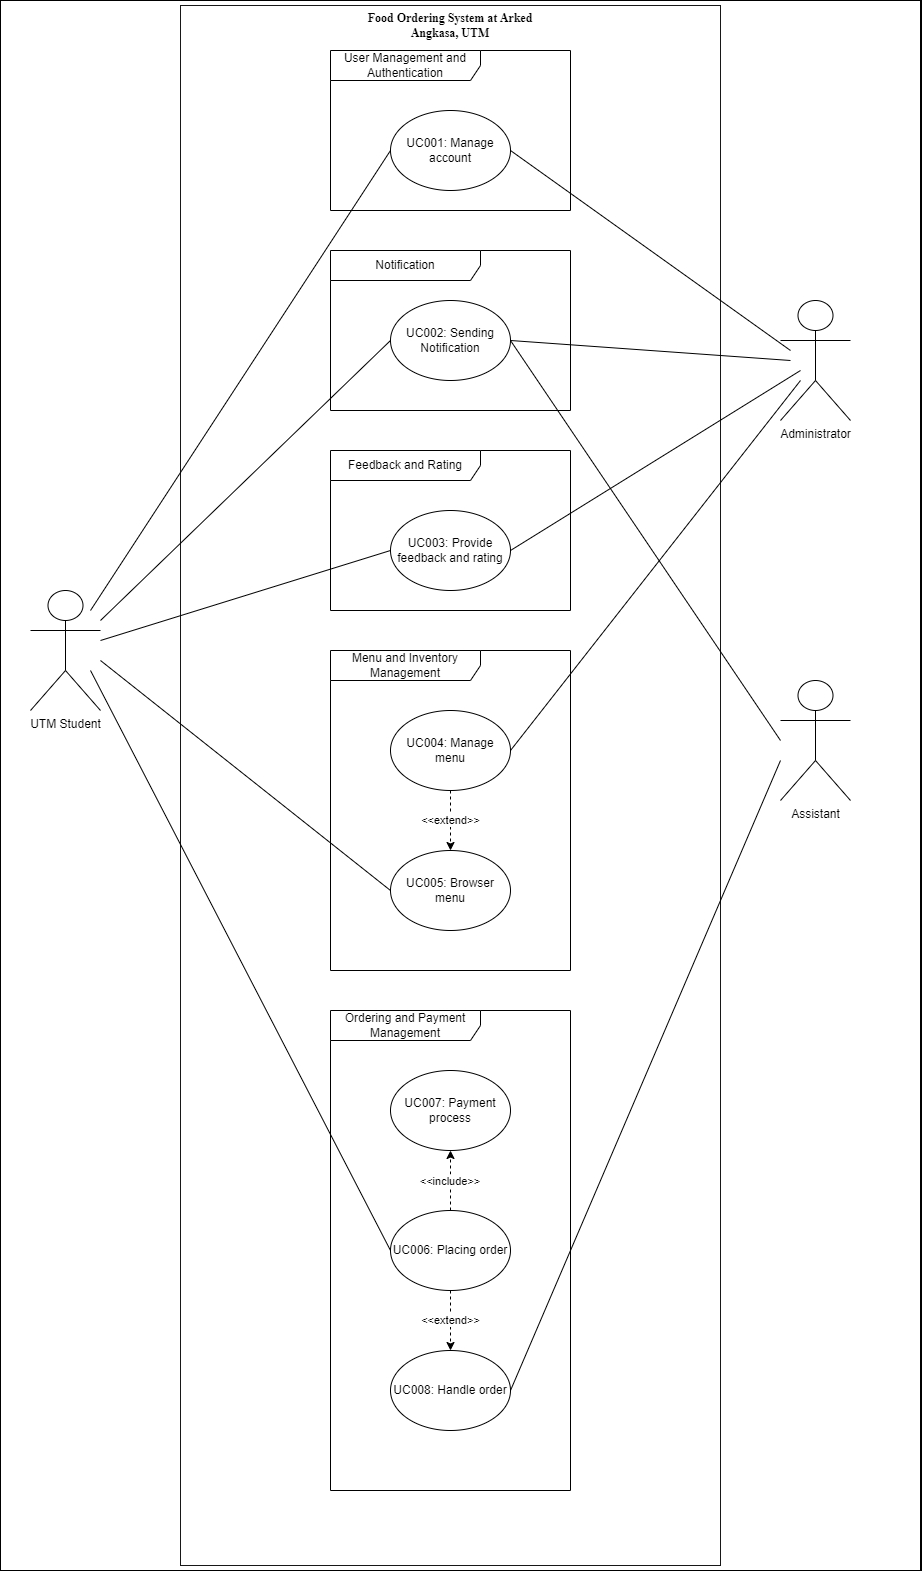 Food Ordering System at Arked
Angkasa, UTM
User Management and
Authentication
UC001: Manage
account
Notification
UC002: Sending
Notification
Administrator
Feedback and Rating
UC003: Provide
feedback and rating
UTM Student
Menu and Inventory
Management
UC004: Manage
menu
<<extend>>
Assistant
UC005: Browser
menu
Ordering and Payment
Management
UC007: Payment
process
<<include>>
UC006: Placing order
<<extend>>
UC008: Handle order